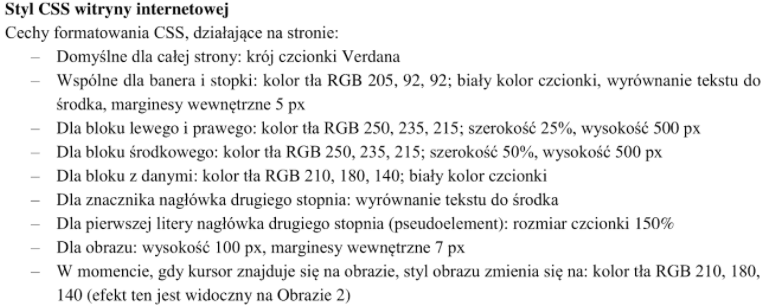 Styl CSS witryny internetowej
Cechy formatowania CSS, działające na stronie:
– Domyślne dla całej strony: krój czcionki Verdana
– Wspólne dla banera i stopki: kolor tła RGB 205, 92, 92; biały kolor czcionki, wyrównanie tekstu do
środka, marginesy wewnętrzne 5 px
– Dla bloku lewego i prawego: kolor tła RGB 250, 235, 215; szerokość 25%, wysokość 500 px
– Dla bloku środkowego: kolor tła RGB 250, 235, 215; szerokość 50%, wysokość 500 px
– Dla bloku z danymi: kolor tła RGB 210, 180, 140; biały kolor czcionki
– Dla znacznika nagłówka drugiego stopnia: wyrównanie tekstu do środka
– Dla pierwszej litery nagłówka drugiego stopnia (pseudoelement): rozmiar czcionki 150%
– Dla obrazu: wysokość 100 px, marginesy wewnętrzne 7 px
– W momencie, gdy kursor znajduje się na obrazie, styl obrazu zmienia się na: kolor tła RGB 210, 180,
140 (efekt ten jest widoczny na Obrazie 2)